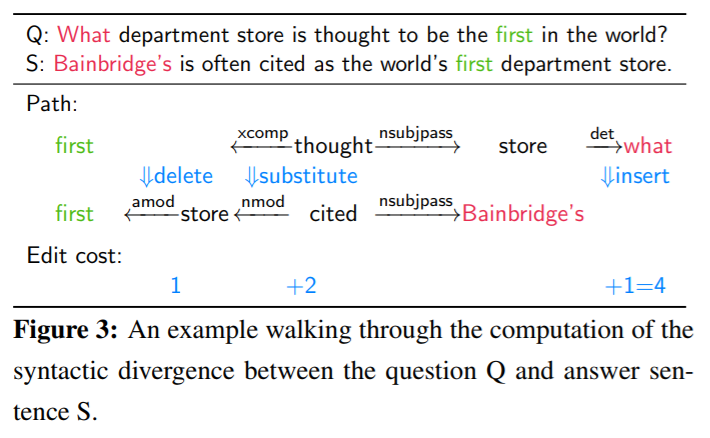 Q: What department store is thought to be the first in the world?
S: Bainbridge's is often cited as the world's first department store.
Path:
xcomp nsubjpass det
first thought store what
⇓delete ⇓substitute ⇓insert
amod nmod nsubjpass
first store cited Bainbridge's
Edit cost:
1 +2 +1=4
Figure 3: An example walking through the computation of the
syntactic divergence between the question Q and answer sen-
tence S.